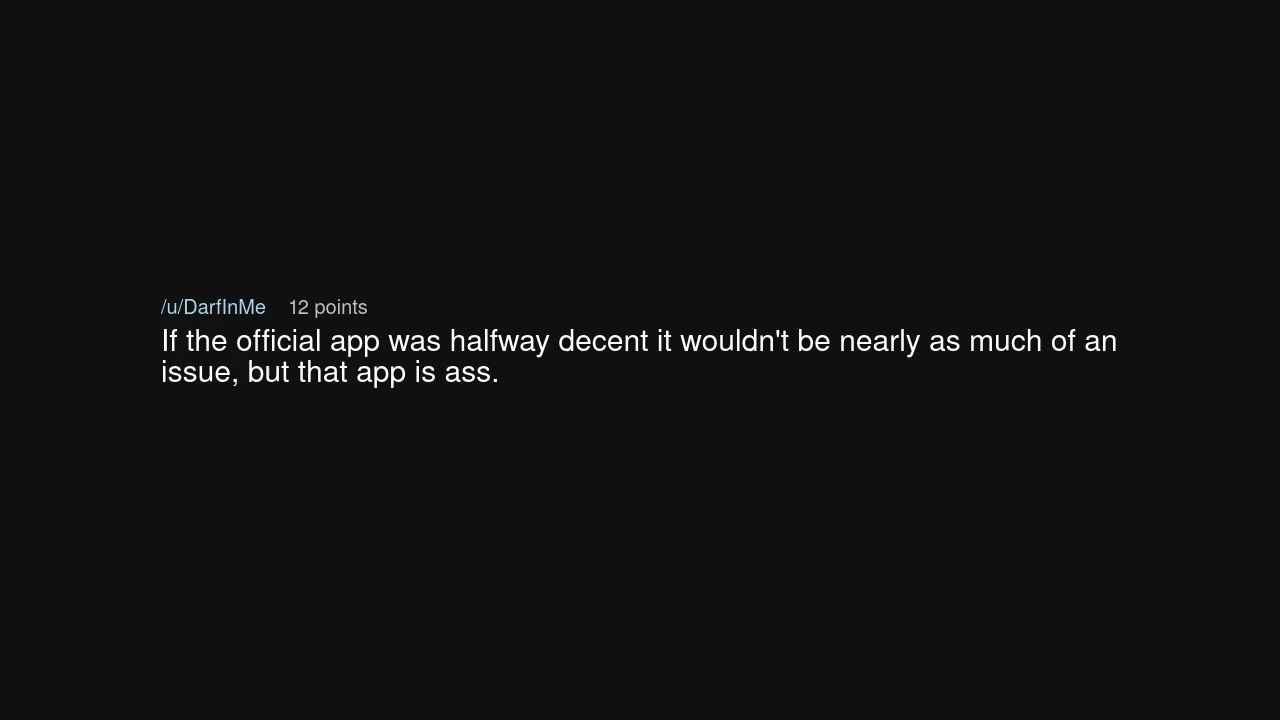 /u/DarfInMe 12 points
If the official app was halfway decent it wouldn't be nearly as much of an
issue, but that app is ass.